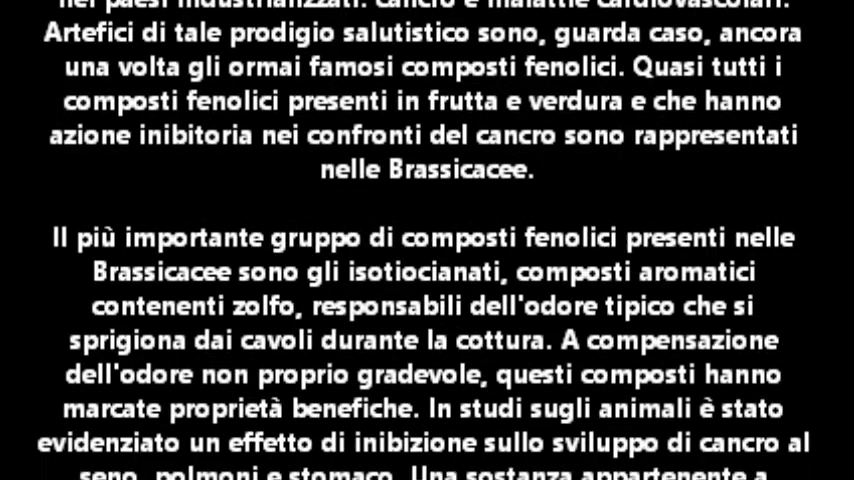 nei paesi industrializzati: cancro e malattie cardiovascolari.
Artefici di tale prodigio salutistico sono, guarda caso, ancora
una volta gli ormai famosi composti fenolici. Quasi tutti i
composti fenolici presenti in frutta e verdura e che hanno
azione inibitoria nei confronti del cancro sono rappresentati
nelle Brassicacee.
Il più importante gruppo di composti fenolici presenti nelle
Brassicacee sono gli isotiocianati, composti aromatici
contenenti zolfo, responsabili dell'odore tipico che si
sprigiona dai cavoli durante la cottura. A compensazione
dell'odore non proprio gradevole, questi composti hanno
marcate proprietà benefiche. In studi sugli animali è stato
evidenziato un effetto di inibizione sullo sviluppo di cancro al
seno, polmoni e stomaco. Una sostanza appartenente a